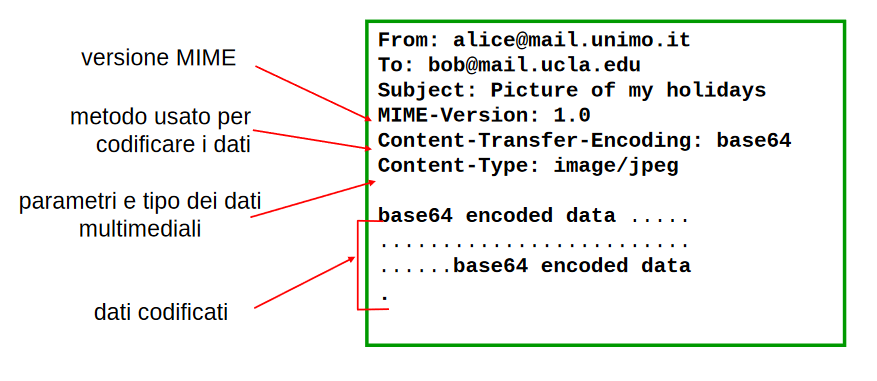 versione MIME
metodo usato per
codificare i dati
parametri e tipo dei dati
multimediali
dati codificati
From: alice@mail.unimo.it
To: bob@mail.ucla.edu
Subject: Picture of my holidays
MIME-Version: 1.0
Content-Transfer-Encoding: base64
Content-Type: image/jpeg
base64 encoded data .....
.........................
......base64 encoded data
.